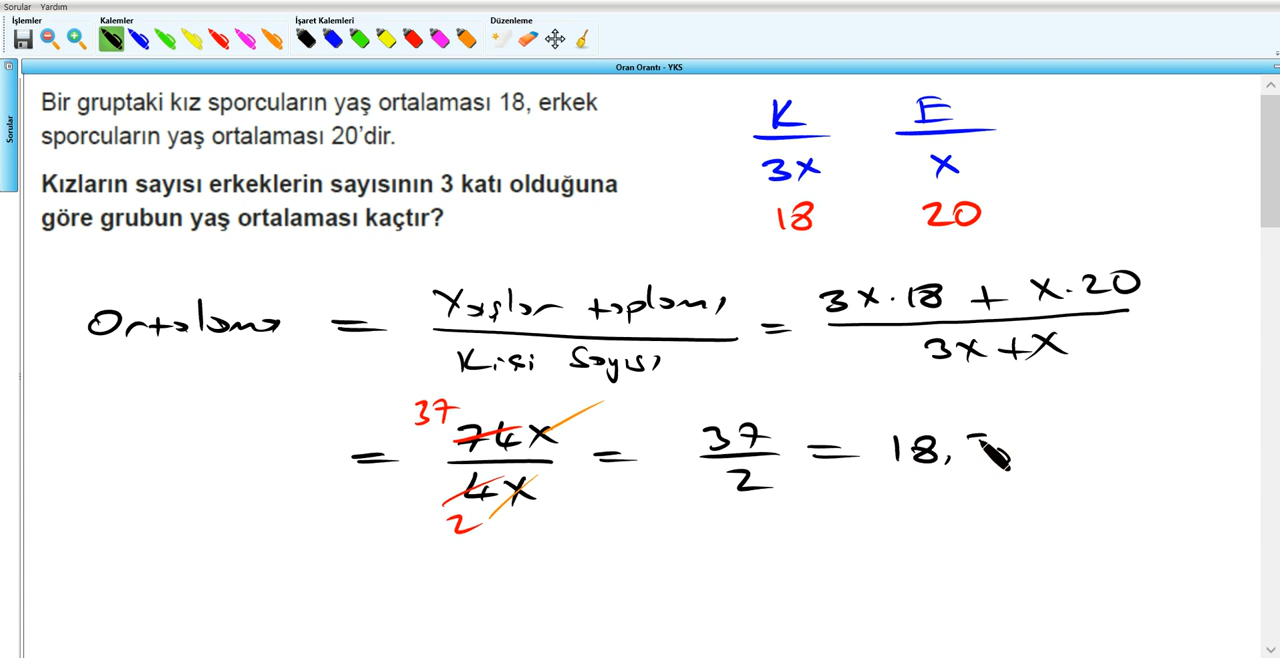 Sorular Yardım
İşlemler Kalemler İşaret Kalemleri Düzenleme
Oran Orantı - YKS
Sorular
Bir gruptaki kız sporcuların yaş ortalaması 18, erkek
sporcuların yaş ortalaması 20'dir.
Kızların sayısı erkeklerin sayısının 3 katı olduğuna
göre grubun yaş ortalaması kaçtır?
K E
3x x
18 20
Ortalama = Yaşlar toplamı / Kişi Sayısı = 3x.18 + x.20 / 3x+x
37
= 74x / 4x = 37 / 2 = 18,
2